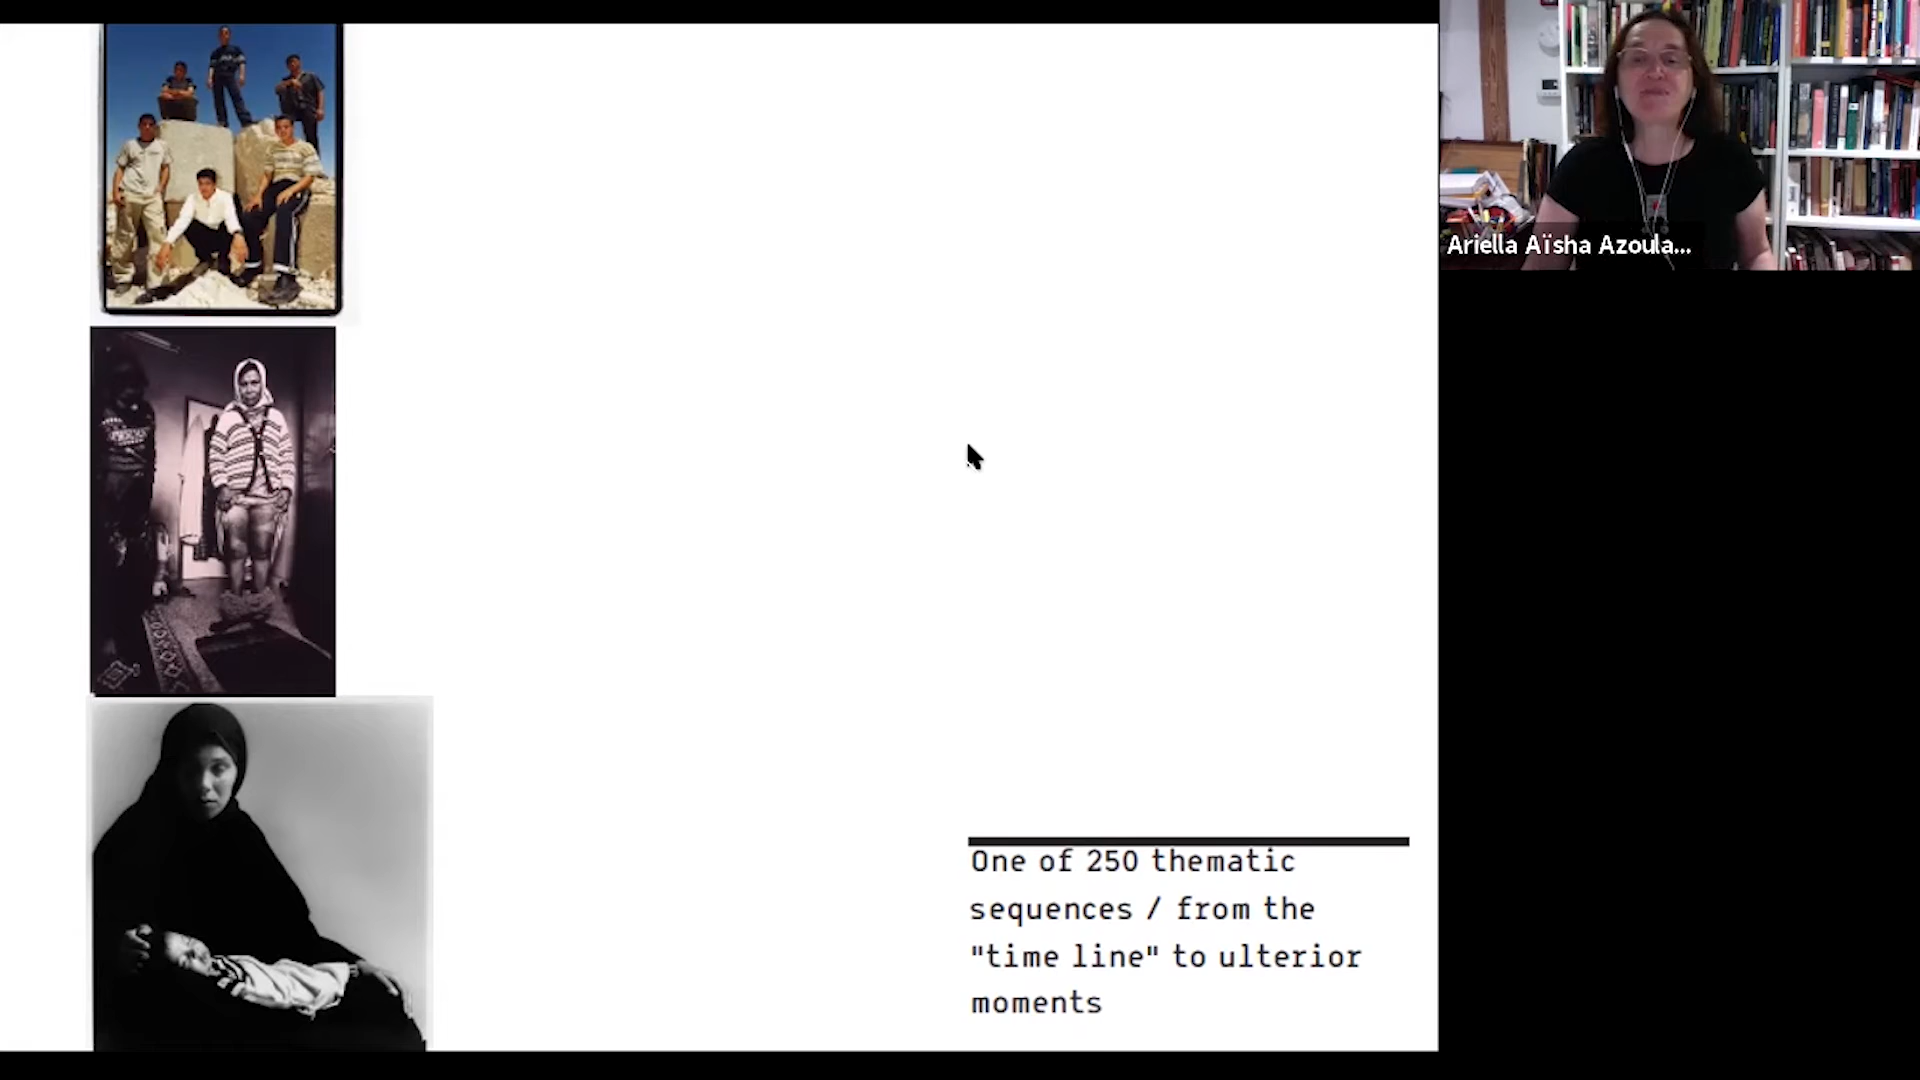 Ariella Aïsha Azoula...
One of 250 thematic
sequences / from the
"time line" to ulterior
moments